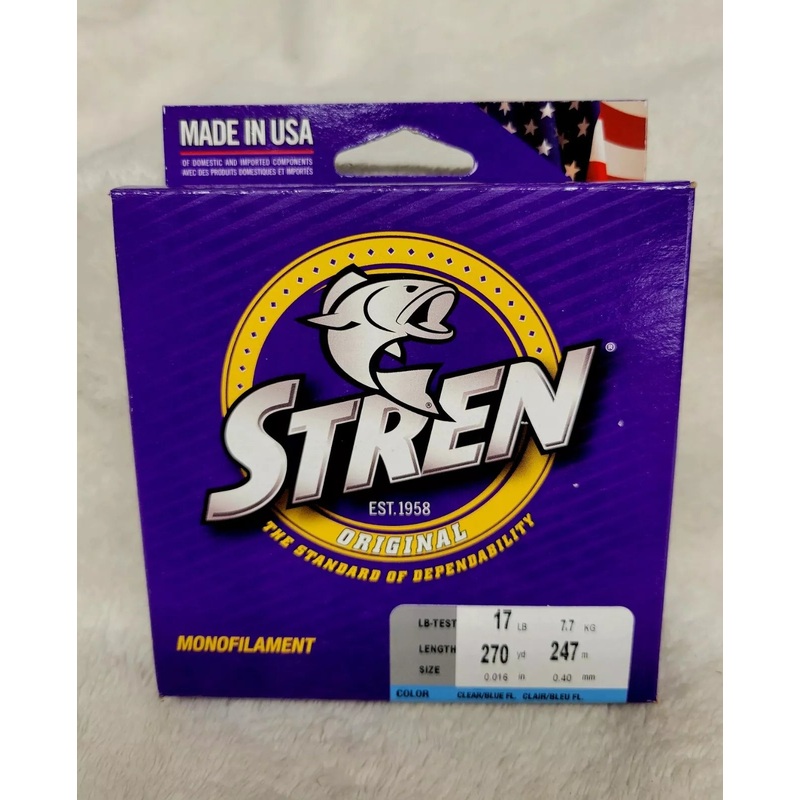 MADE IN USA
OF DOMESTIC AND IMPORTED COMPONENTS
AVEC DES PRODUITS DOMESTIQUES ET IMPORTÉS
STREN®
EST. 1958
ORIGINAL
THE STANDARD OF DEPENDABILITY
MONOFILAMENT
LB-TEST 17 LB 7.7 KG
LENGTH 270 yd 247 m
SIZE 0.016 in 0.40 mm
COLOR CLEAR/BLUE FL. CLAIR/BLEU FL.